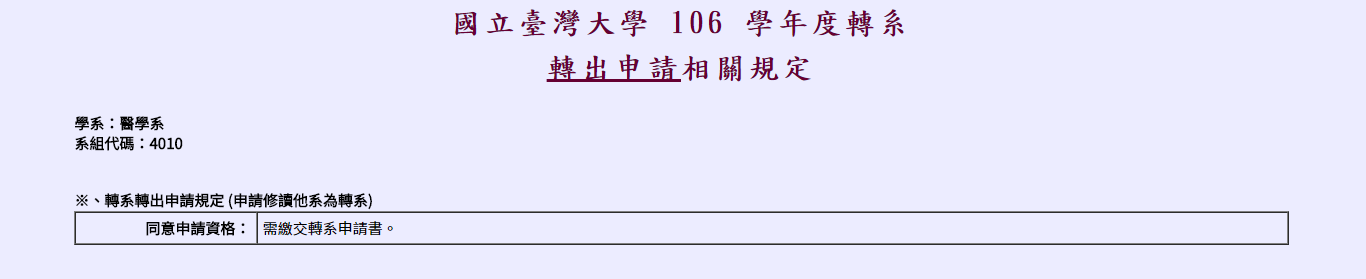 國立臺灣大學 106 學年度轉系
轉出申請相關規定
學系：醫學系
系組代碼：4010
※、轉系轉出申請規定 (申請修讀他系為轉系)
同意申請資格： 需繳交轉系申請書。